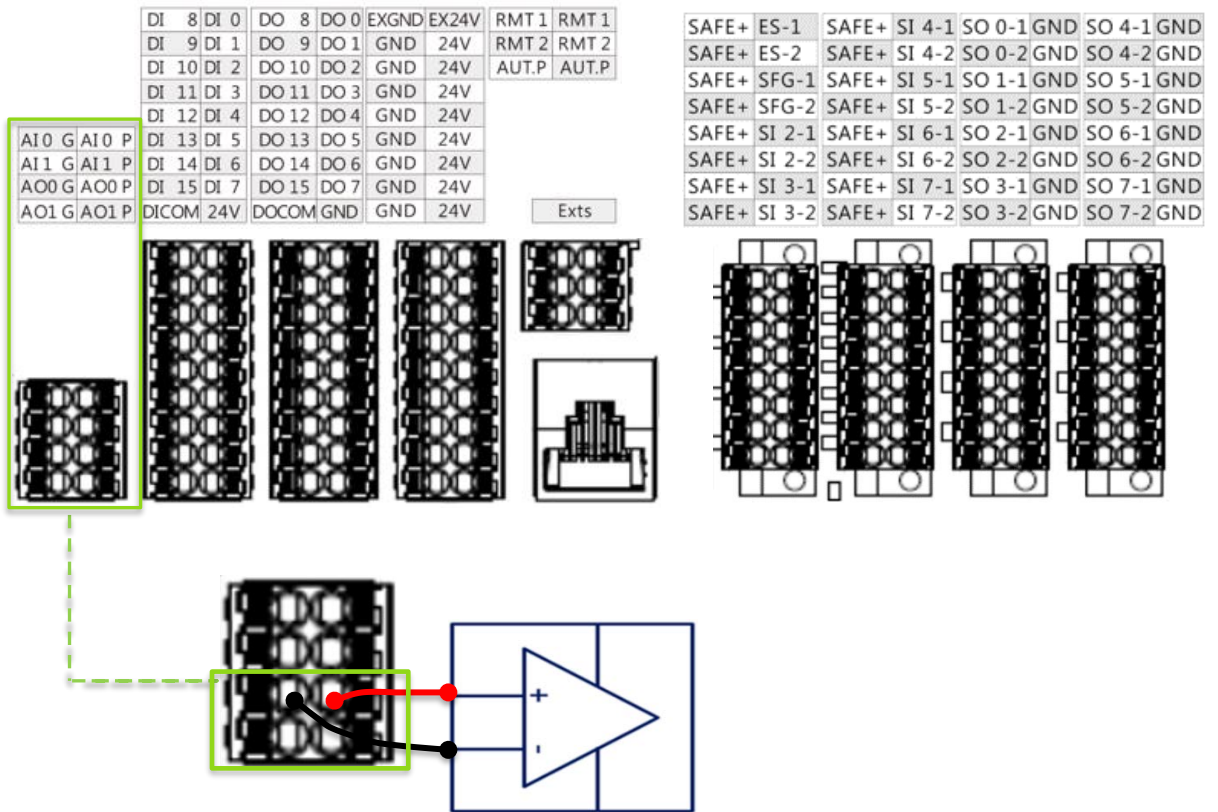 DI 8 DI 0 DO 8 DO 0 EXGND EX24V RMT 1 RMT 1
DI 9 DI 1 DO 9 DO 1 GND 24V RMT 2 RMT 2
DI 10 DI 2 DO 10 DO 2 GND 24V AUT.P AUT.P
DI 11 DI 3 DO 11 DO 3 GND 24V
DI 12 DI 4 DO 12 DO 4 GND 24V
AI0 G AI0 P DI 13 DI 5 DO 13 DO 5 GND 24V
AI1 G AI1 P DI 14 DI 6 DO 14 DO 6 GND 24V
AO0 G AO0 P DI 15 DI 7 DO 15 DO 7 GND 24V
AO1 G AO1 P DICOM 24V DOCOM GND GND 24V Exts
SAFE+ ES-1 SAFE+ SI 4-1 SO 0-1 GND SO 4-1 GND
SAFE+ ES-2 SAFE+ SI 4-2 SO 0-2 GND SO 4-2 GND
SAFE+ SFG-1 SAFE+ SI 5-1 SO 1-1 GND SO 5-1 GND
SAFE+ SFG-2 SAFE+ SI 5-2 SO 1-2 GND SO 5-2 GND
SAFE+ SI 2-1 SAFE+ SI 6-1 SO 2-1 GND SO 6-1 GND
SAFE+ SI 2-2 SAFE+ SI 6-2 SO 2-2 GND SO 6-2 GND
SAFE+ SI 3-1 SAFE+ SI 7-1 SO 3-1 GND SO 7-1 GND
SAFE+ SI 3-2 SAFE+ SI 7-2 SO 3-2 GND SO 7-2 GND
+
-